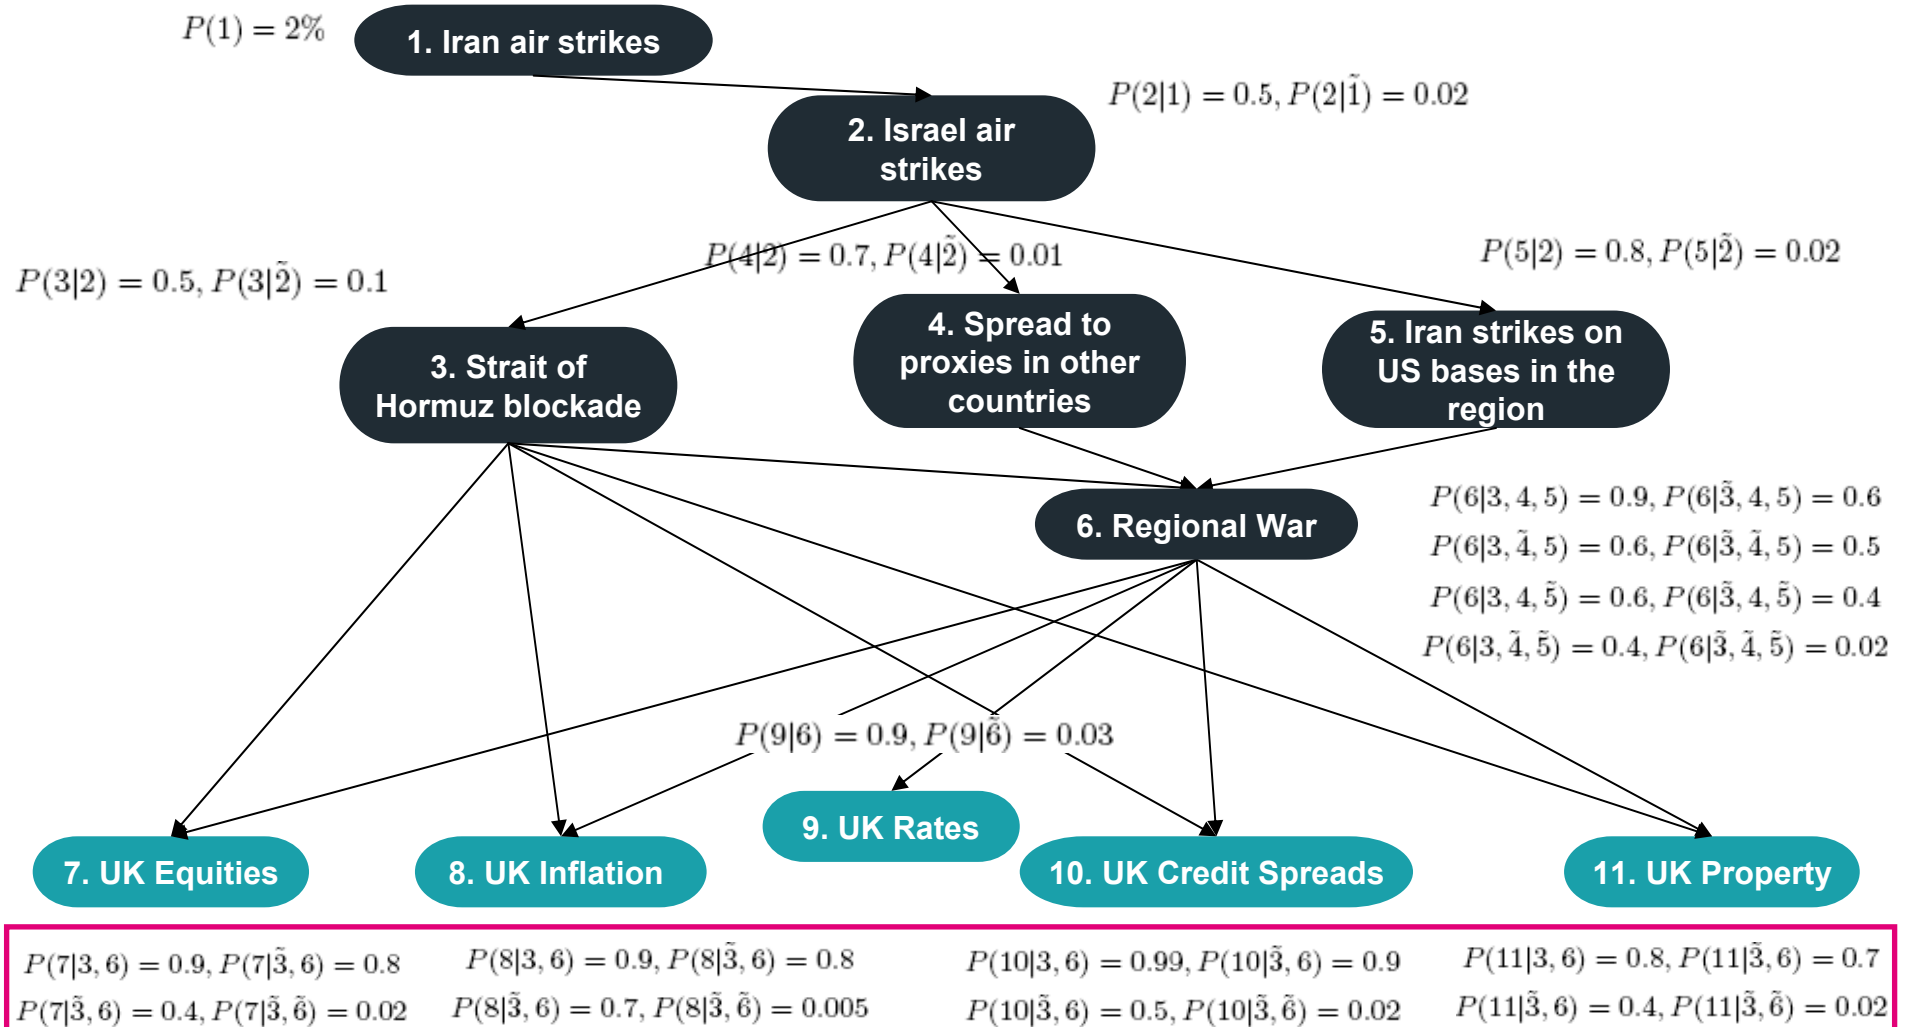 P(1) = 2%
1. Iran air strikes
P(2|1) = 0.5, P(2|1̃) = 0.02
2. Israel air
strikes
P(3|2) = 0.5, P(3|2̃) = 0.1
P(4|2) = 0.7, P(4|2̃) = 0.01
P(5|2) = 0.8, P(5|2̃) = 0.02
3. Strait of
Hormuz blockade
4. Spread to
proxies in other
countries
5. Iran strikes on
US bases in the
region
6. Regional War
P(6|3, 4, 5) = 0.9, P(6|3̃, 4, 5) = 0.6
P(6|3, 4̃, 5) = 0.6, P(6|3̃, 4̃, 5) = 0.5
P(6|3, 4, 5̃) = 0.6, P(6|3̃, 4, 5̃) = 0.4
P(6|3, 4̃, 5̃) = 0.4, P(6|3̃, 4̃, 5̃) = 0.02
P(9|6) = 0.9, P(9|6̃) = 0.03
7. UK Equities
8. UK Inflation
9. UK Rates
10. UK Credit Spreads
11. UK Property
P(7|3, 6) = 0.9, P(7|3̃, 6) = 0.8
P(7|3̃, 6) = 0.4, P(7|3̃, 6̃) = 0.02
P(8|3, 6) = 0.9, P(8|3̃, 6) = 0.8
P(8|3̃, 6) = 0.7, P(8|3̃, 6̃) = 0.005
P(10|3, 6) = 0.99, P(10|3̃, 6) = 0.9
P(10|3̃, 6) = 0.5, P(10|3̃, 6̃) = 0.02
P(11|3, 6) = 0.8, P(11|3̃, 6) = 0.7
P(11|3̃, 6) = 0.4, P(11|3̃, 6̃) = 0.02